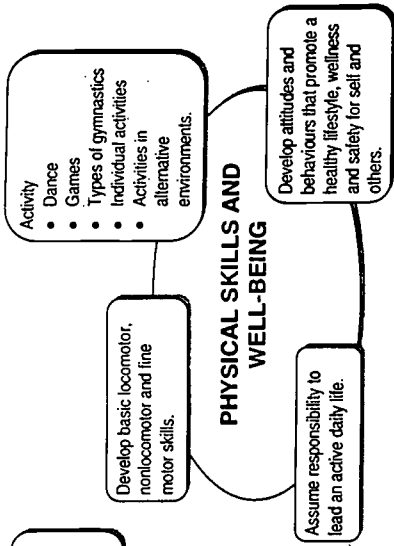 Activity
• Dance
• Games
• Types of gymnastics
• Individual activities
• Activities in
alternative
environments.
Develop basic locomotor,
nonlocomotor and fine
motor skills.
PHYSICAL SKILLS AND
WELL-BEING
Develop attitudes and
behaviours that promote a
healthy lifestyle, wellness
and safety for self and
others.
Assume responsibility to
lead an active daily life.